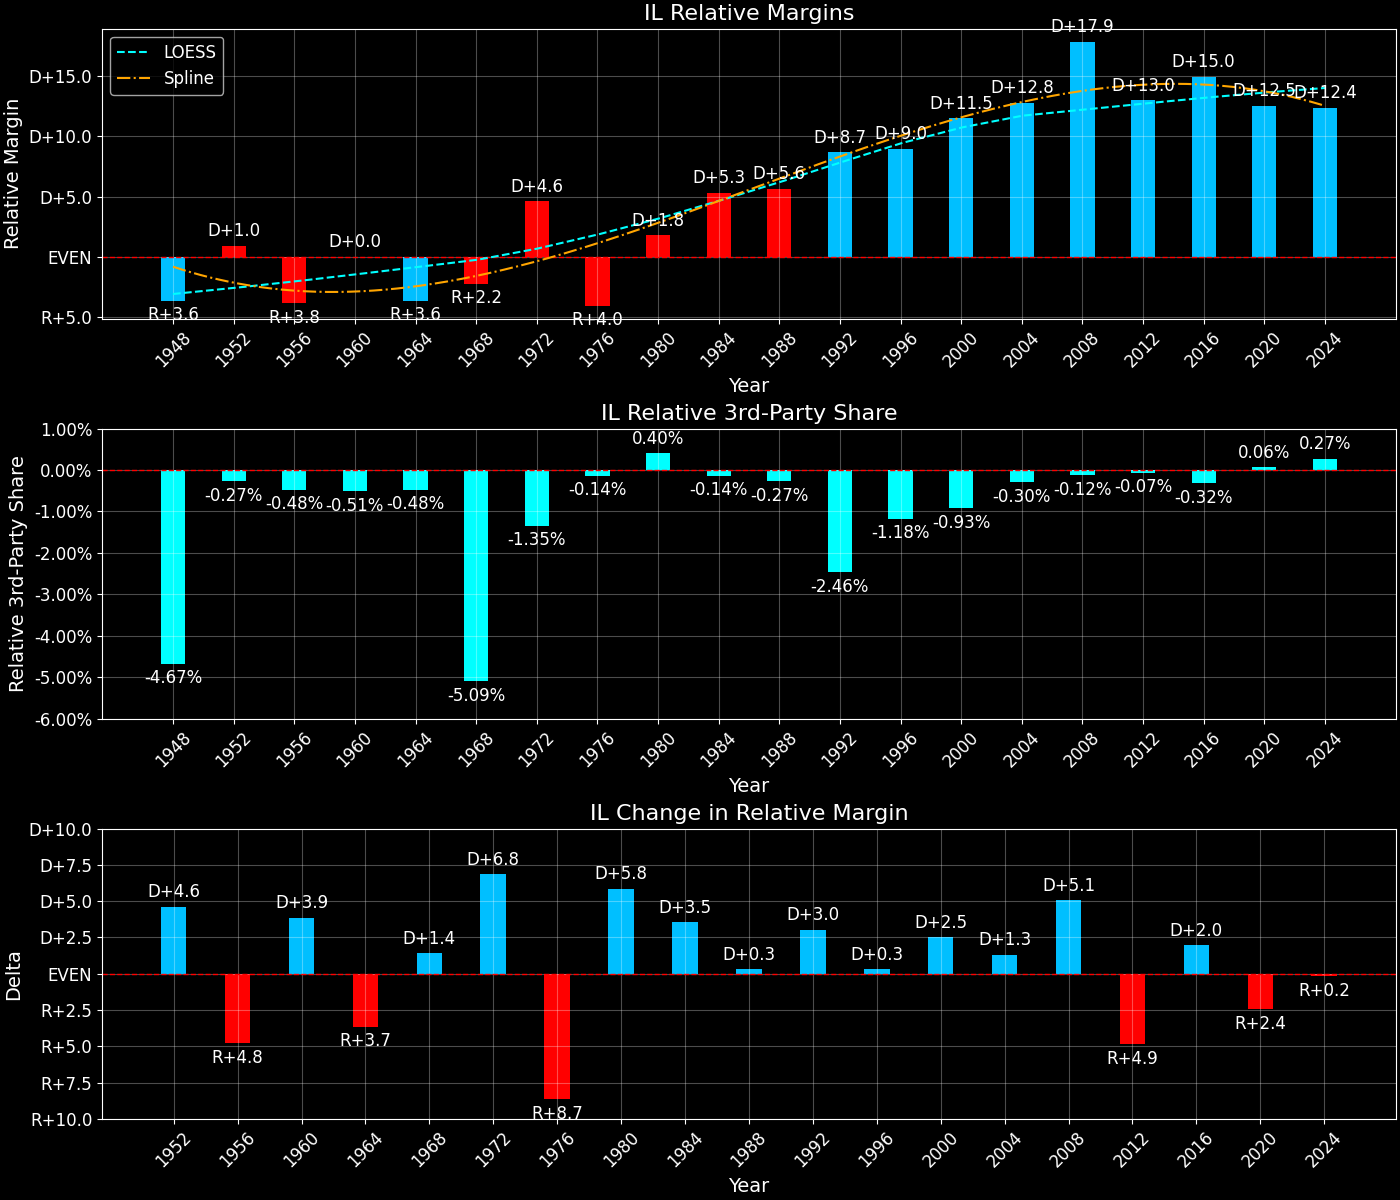 IL Relative Margins
LOESS
Spline
Relative Margin
D+15.0
D+10.0
D+5.0
EVEN
R+5.0
R+3.6
D+1.0
R+3.8
D+0.0
R+3.6
R+2.2
D+4.6
R+4.0
D+1.8
D+5.3
D+5.6
D+8.7
D+9.0
D+11.5
D+12.8
D+17.9
D+13.0
D+15.0
D+12.5
D+12.4
1948 1952 1956 1960 1964 1968 1972 1976 1980 1984 1988 1992 1996 2000 2004 2008 2012 2016 2020 2024
Year
IL Relative 3rd-Party Share
Relative 3rd-Party Share
1.00%
0.00%
-1.00%
-2.00%
-3.00%
-4.00%
-5.00%
-6.00%
-4.67%
-0.27%
-0.48%
-0.51%
-0.48%
-5.09%
-1.35%
-0.14%
0.40%
-0.14%
-0.27%
-2.46%
-1.18%
-0.93%
-0.30%
-0.12%
-0.07%
-0.32%
0.06%
0.27%
1948 1952 1956 1960 1964 1968 1972 1976 1980 1984 1988 1992 1996 2000 2004 2008 2012 2016 2020 2024
Year
IL Change in Relative Margin
Delta
D+10.0
D+7.5
D+5.0
D+2.5
EVEN
R+2.5
R+5.0
R+7.5
R+10.0
D+4.6
R+4.8
D+3.9
R+3.7
D+1.4
D+6.8
R+8.7
D+5.8
D+3.5
D+0.3
D+3.0
D+0.3
D+2.5
D+1.3
D+5.1
R+4.9
D+2.0
R+2.4
R+0.2
1952 1956 1960 1964 1968 1972 1976 1980 1984 1988 1992 1996 2000 2004 2008 2012 2016 2020 2024
Year